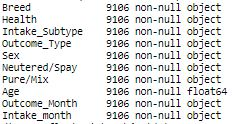 Breed 9106 non-null object
Health 9106 non-null object
Intake_Subtype 9106 non-null object
Outcome_Type 9106 non-null object
Sex 9106 non-null object
Neutered/Spay 9106 non-null object
Pure/Mix 9106 non-null object
Age 9106 non-null float64
Outcome_Month 9106 non-null object
Intake_month 9106 non-null object